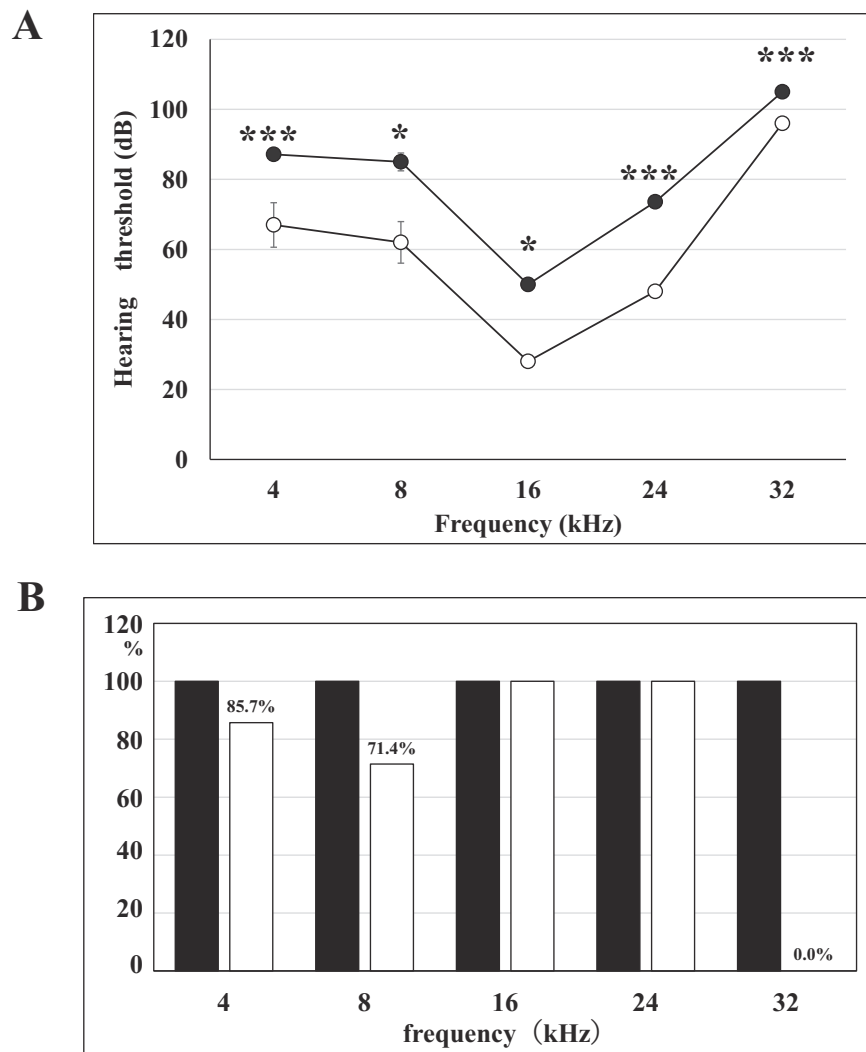 A
120
100
80
60
40
20
0
Hearing threshold (dB)
*** * * *** ***
4 8 16 24 32
Frequency (kHz)
B
120
%
100
80
60
40
20
0
85.7%
71.4%
0.0%
4 8 16 24 32
frequency（kHz）